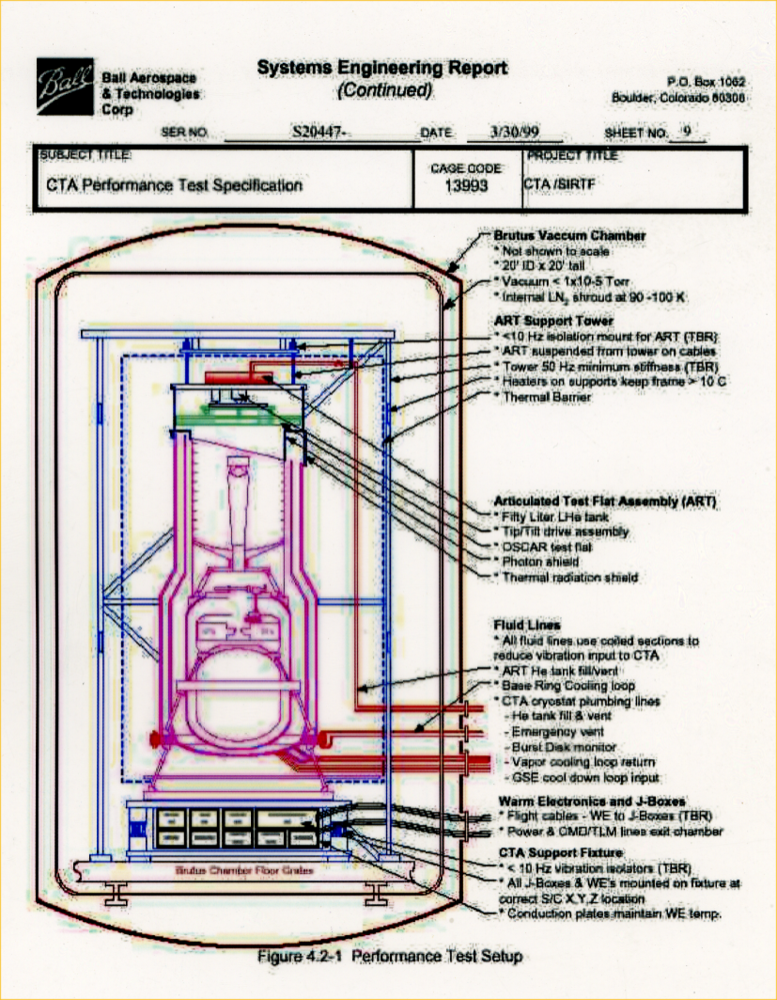 Ball
Ball Aerospace
& Technologies
Corp
Systems Engineering Report
(Continued)
P.O. Box 1062
Boulder, Colorado 80306
SER NO. S20447- DATE 3/30/99 SHEET NO. 9
SUBJECT TITLE
CTA Performance Test Specification
CAGE CODE
13993
PROJECT TITLE
CTA /SIRTF
Brutus Vaccum Chamber
* Not shown to scale
* 20' ID x 20' tall
* Vacuum < 1x10-5 Torr
* Internal LN2 shroud at 90 -100 K
ART Support Tower
* <10 Hz isolation mount for ART (TBR)
* ART suspended from tower on cables
* Tower 50 Hz minimum stiffness (TBR)
* Heaters on supports keep frame > 10 C
* Thermal Barrier
Articulated Test Flat Assembly (ART)
* Fifty Liter LHe tank
* Tip/Tilt drive assembly
* OSCAR test flat
* Photon shield
* Thermal radiation shield
Fluid Lines
* All fluid lines use coiled sections to
reduce vibration input to CTA
* ART He tank fill/vent
* Base Ring Cooling loop
* CTA cryostat plumbing lines
- He tank fill & vent
- Emergency vent
- Burst Disk monitor
- Vapor cooling loop return
- GSE cool down loop input
Warm Electronics and J-Boxes
* Flight cables - WE to J-Boxes (TBR)
* Power & CMD/TLM lines exit chamber
CTA Support Fixture
* < 10 Hz vibration isolators (TBR)
* All J-Boxes & WE's mounted on fixture at
correct S/C X,Y,Z location
* Conduction plates maintain WE temp.
Brutus Chamber Floor Grates
Figure 4.2-1 Performance Test Setup